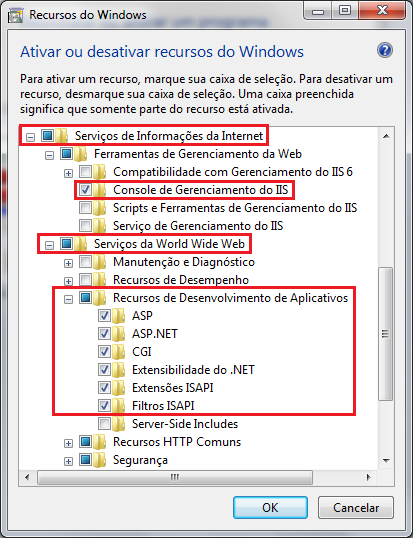 Recursos do Windows
Ativar ou desativar recursos do Windows
Para ativar um recurso, marque sua caixa de seleção. Para desativar um
recurso, desmarque sua caixa de seleção. Uma caixa preenchida
significa que somente parte do recurso está ativada.
Serviços de Informações da Internet
Ferramentas de Gerenciamento da Web
Compatibilidade com Gerenciamento do IIS 6
Console de Gerenciamento do IIS
Scripts e Ferramentas de Gerenciamento do IIS
Serviço de Gerenciamento do IIS
Serviços da World Wide Web
Manutenção e Diagnóstico
Recursos de Desempenho
Recursos de Desenvolvimento de Aplicativos
ASP
ASP.NET
CGI
Extensibilidade do .NET
Extensões ISAPI
Filtros ISAPI
Server-Side Includes
Recursos HTTP Comuns
Segurança
OK
Cancelar